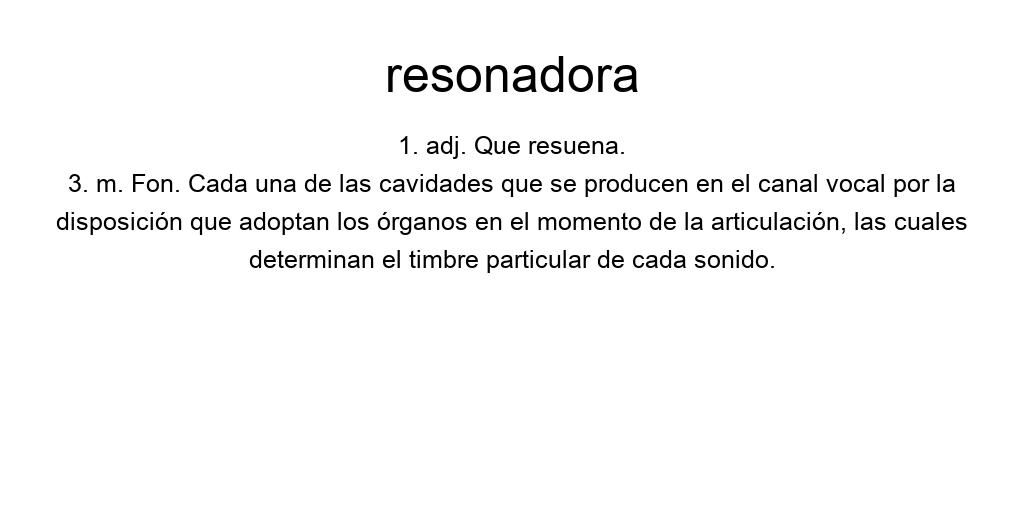 resonadora
1. adj. Que resuena.
3. m. Fon. Cada una de las cavidades que se producen en el canal vocal por la
disposición que adoptan los órganos en el momento de la articulación, las cuales
determinan el timbre particular de cada sonido.